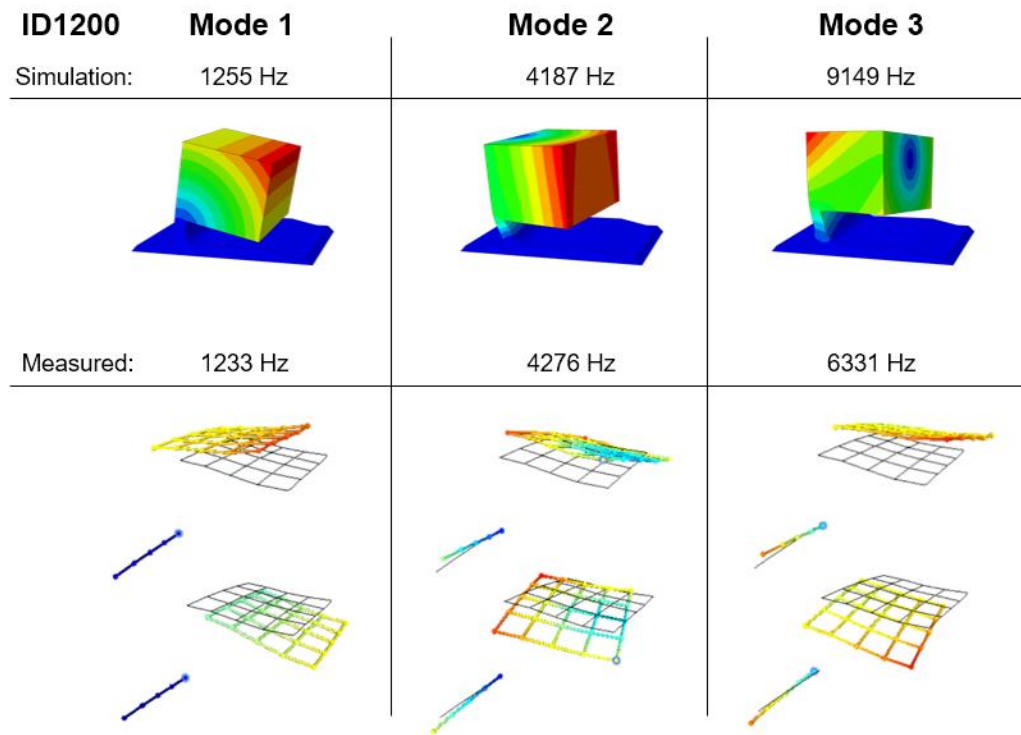 ID1200 Mode 1 Mode 2 Mode 3
Simulation: 1255 Hz 4187 Hz 9149 Hz
Measured: 1233 Hz 4276 Hz 6331 Hz